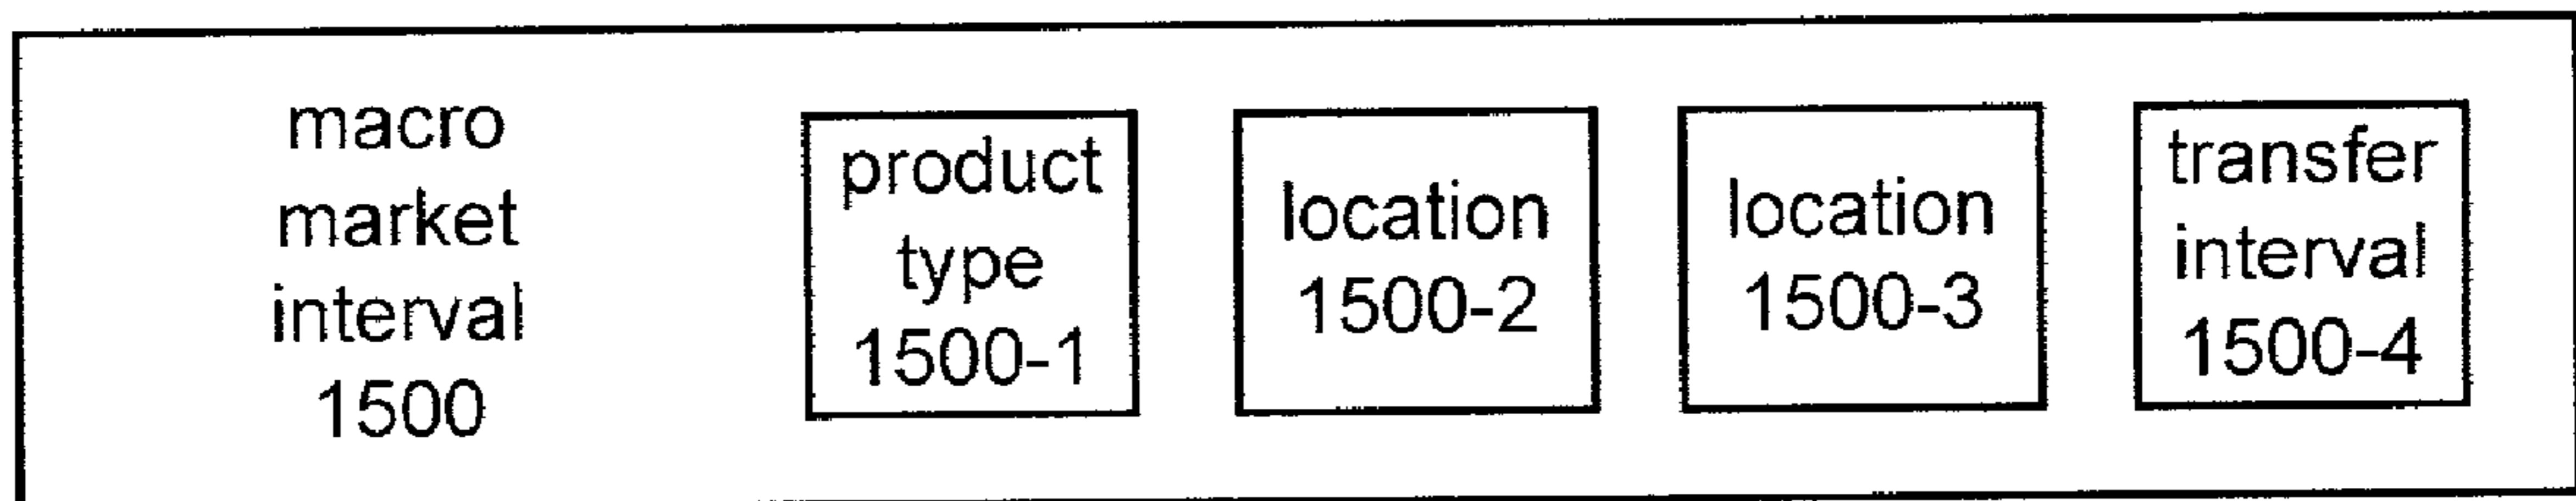 macro
market
interval
1500
product
type
1500-1
location
1500-2
location
1500-3
transfer
interval
1500-4